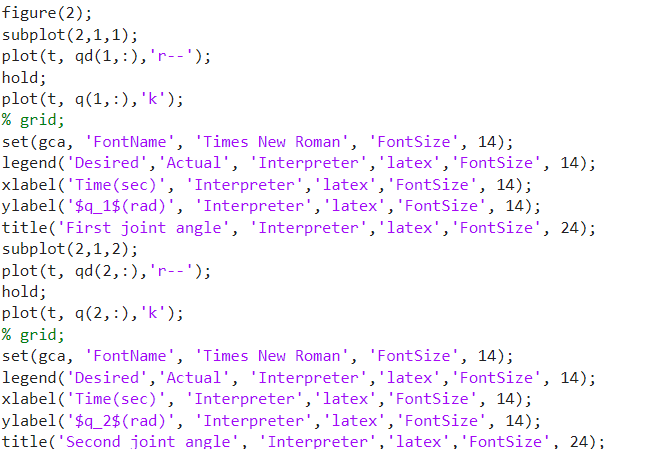 figure(2);
subplot(2,1,1);
plot(t, qd(1,:),'r--');
hold;
plot(t, q(1,:),'k');
% grid;
set(gca, 'FontName', 'Times New Roman', 'FontSize', 14);
legend('Desired','Actual', 'Interpreter','latex','FontSize', 14);
xlabel('Time(sec)', 'Interpreter','latex','FontSize', 14);
ylabel('$q_1$(rad)', 'Interpreter','latex','FontSize', 14);
title('First joint angle', 'Interpreter','latex','FontSize', 24);
subplot(2,1,2);
plot(t, qd(2,:),'r--');
hold;
plot(t, q(2,:),'k');
% grid;
set(gca, 'FontName', 'Times New Roman', 'FontSize', 14);
legend('Desired','Actual', 'Interpreter','latex','FontSize', 14);
xlabel('Time(sec)', 'Interpreter','latex','FontSize', 14);
ylabel('$q_2$(rad)', 'Interpreter','latex','FontSize', 14);
title('Second joint angle', 'Interpreter','latex','FontSize', 24);